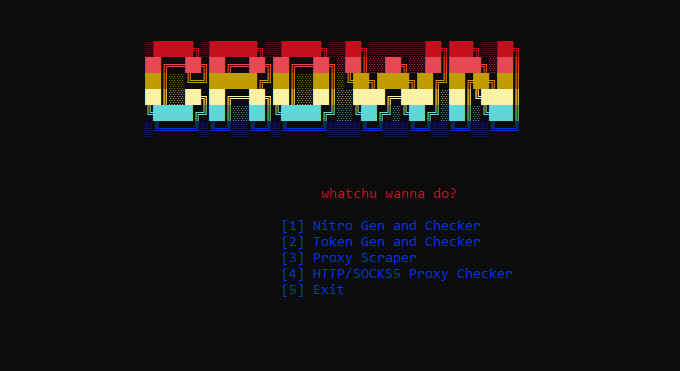 CROWN
whatchu wanna do?
[1] Nitro Gen and Checker
[2] Token Gen and Checker
[3] Proxy Scraper
[4] HTTP/SOCKS5 Proxy Checker
[5] Exit